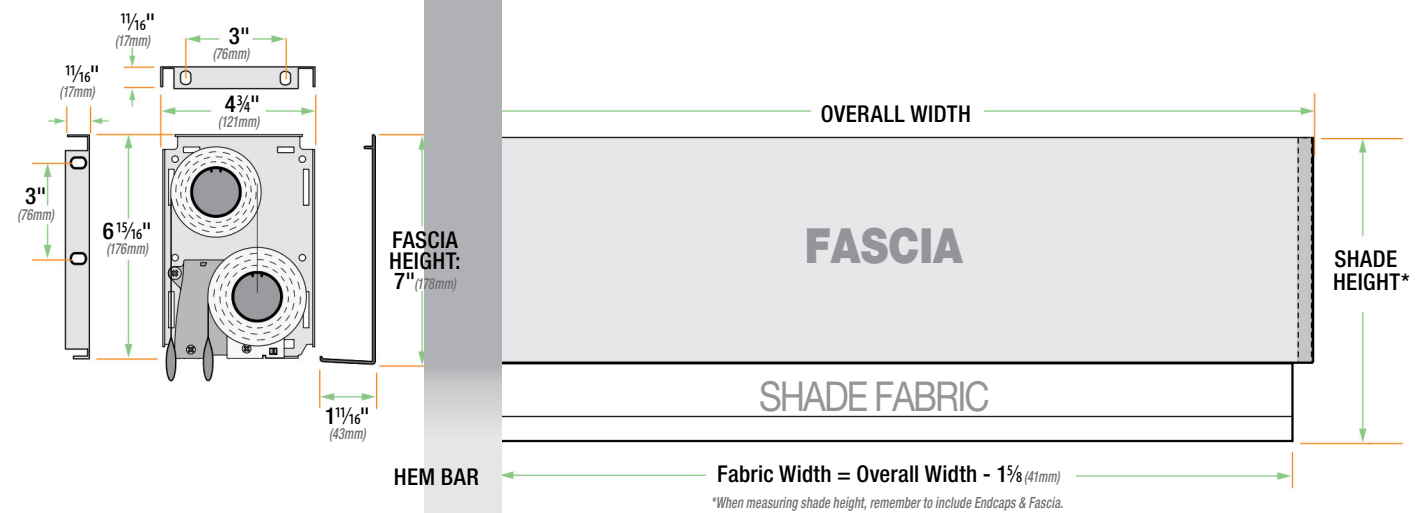 11/16"
(17mm)
3"
(76mm)
11/16"
(17mm)
4¾"
(121mm)
OVERALL WIDTH
3"
(76mm)
6 15/16"
(176mm)
FASCIA
HEIGHT:
7" (178mm)
FASCIA
SHADE
HEIGHT*
SHADE FABRIC
1 11/16"
(43mm)
HEM BAR
Fabric Width = Overall Width - 1⅝ (41mm)
*When measuring shade height, remember to include Endcaps & Fascia.